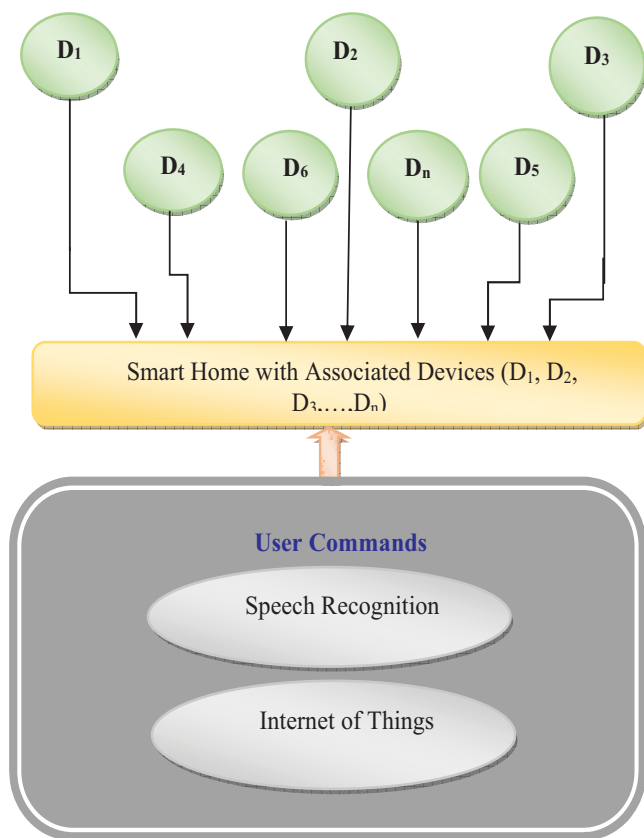 D₁
D₂
D₃
D₄
D₆
Dₙ
D₅
Smart Home with Associated Devices (D₁, D₂,
D₃,…,Dₙ)
User Commands
Speech Recognition
Internet of Things